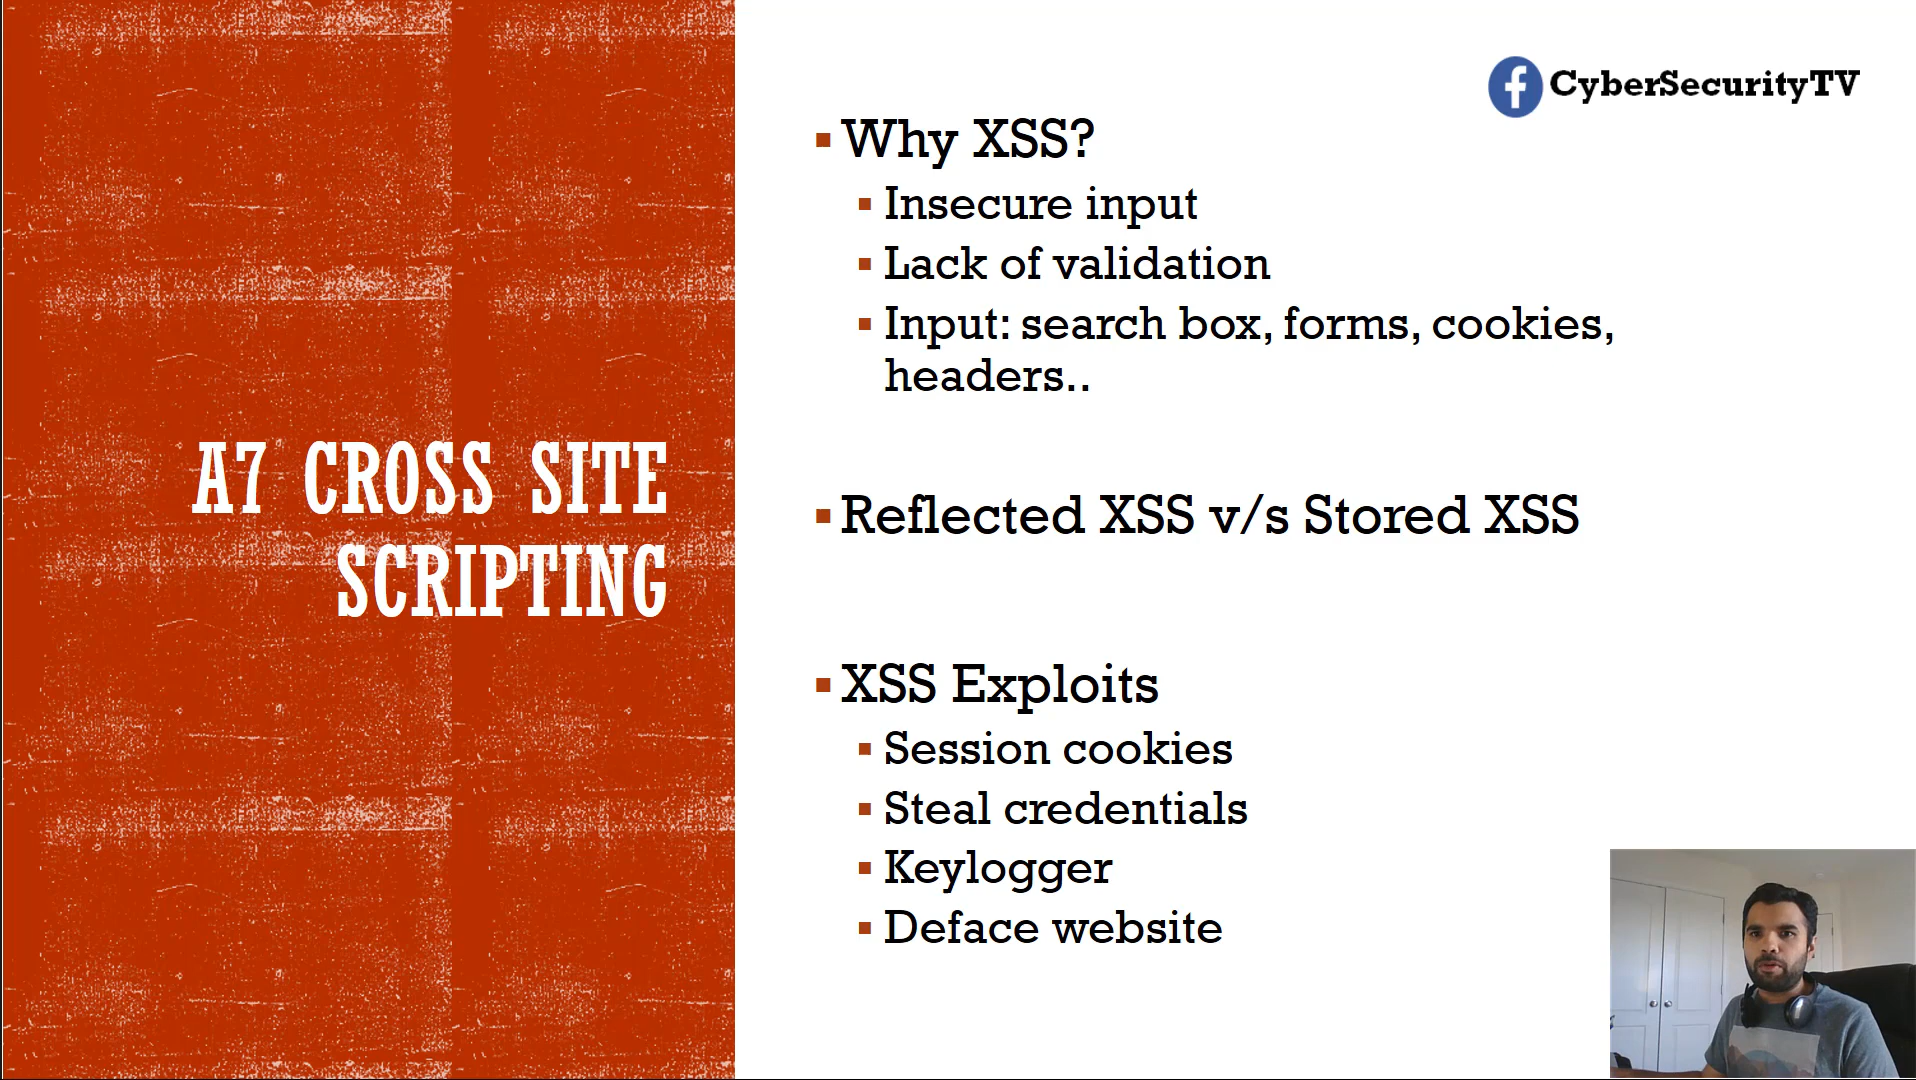 CyberSecurityTV
A7 CROSS SITE
SCRIPTING
Why XSS?
Insecure input
Lack of validation
Input: search box, forms, cookies,
headers..
Reflected XSS v/s Stored XSS
XSS Exploits
Session cookies
Steal credentials
Keylogger
Deface website